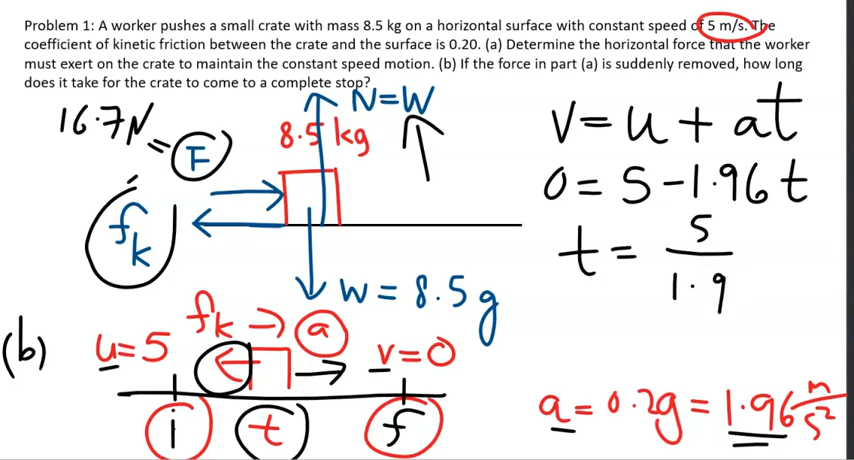 Problem 1: A worker pushes a small crate with mass 8.5 kg on a horizontal surface with constant speed of 5 m/s. The
coefficient of kinetic friction between the crate and the surface is 0.20. (a) Determine the horizontal force that the worker
must exert on the crate to maintain the constant speed motion. (b) If the force in part (a) is suddenly removed, how long
does it take for the crate to come to a complete stop?
N=W
16.7N = F
8.5 kg
fk
W = 8.5g
V = u + at
0 = 5 - 1.96 t
t = 5 / 1.9
(b)
fk → a
u=5
v=0
i
t
f
a = 0.2g = 1.96 m/s²